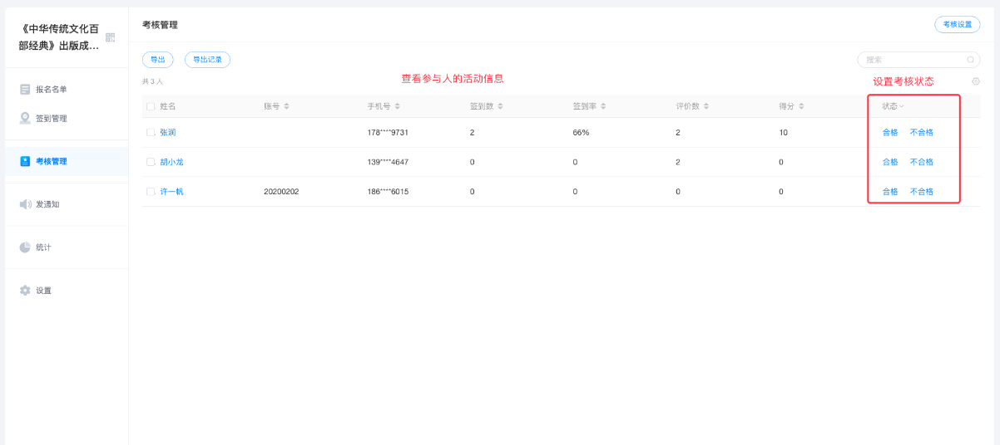 《中华传统文化百
部经典》出版成...
报名名单
签到管理
考核管理
发通知
统计
设置
考核管理
考核设置
导出
导出记录
搜索
共 3 人
查看参与人的活动信息
设置考核状态
姓名 账号 手机号 签到数 签到率 评价数 得分 状态
张润 178****9731 2 66% 2 10 合格 不合格
胡小龙 139****4647 0 0 2 0 合格 不合格
许一帆 20200202 186****6015 0 0 0 0 合格 不合格